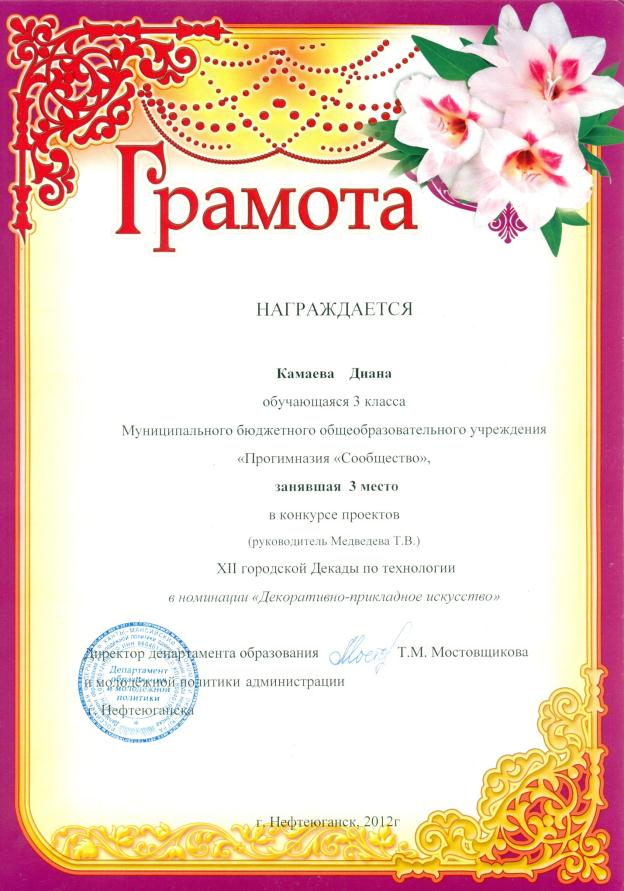 Грамота
НАГРАЖДАЕТСЯ
Камаева Диана
обучающаяся 3 класса
Муниципального бюджетного общеобразовательного учреждения
«Прогимназия «Сообщество»,
занявшая 3 место
в конкурсе проектов
(руководитель Медведева Т.В.)
XII городской Декады по технологии
в номинации «Декоративно-прикладное искусство»
Директор департамента образования Т.М. Мостовщикова
и молодёжной политики администрации
г. Нефтеюганска
Департамент
образования
и молодежной
политики
г. Нефтеюганск, 2012г